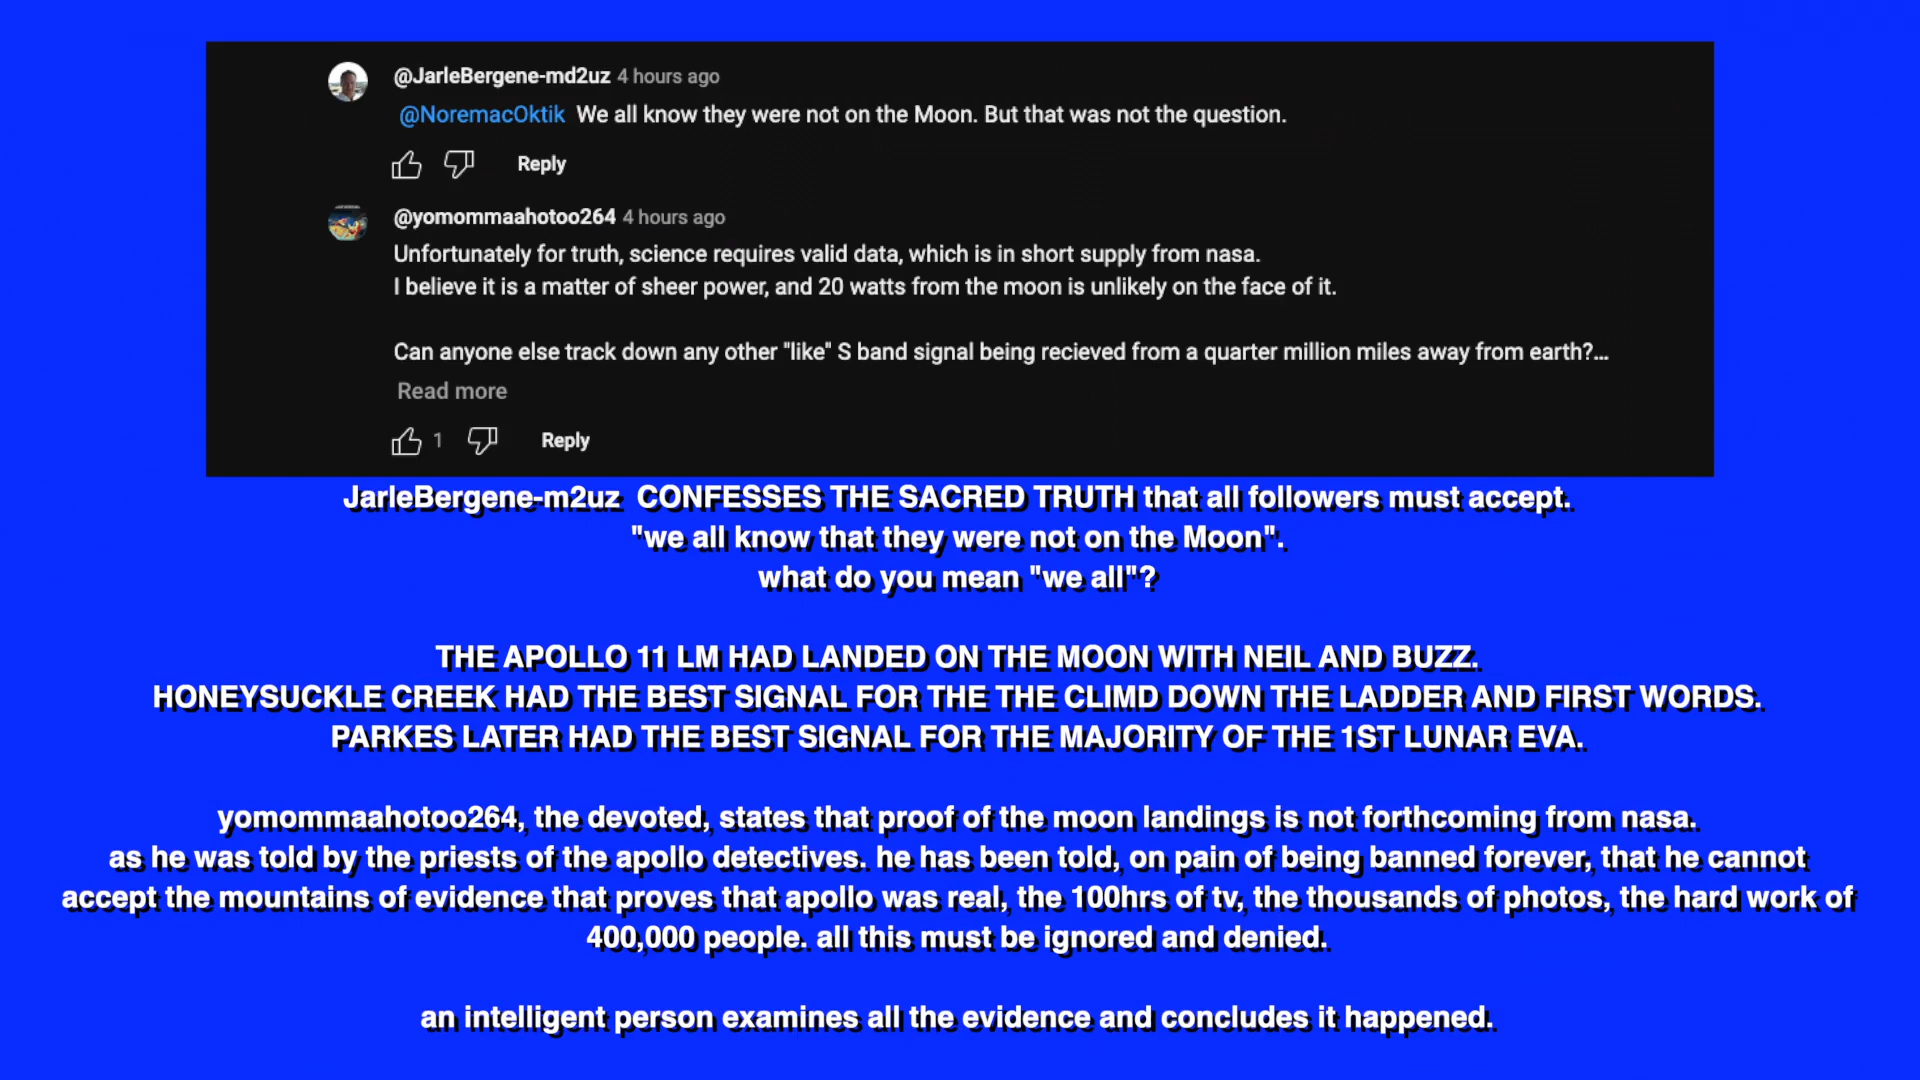 @JarleBergene-md2uz 4 hours ago
@NoremacOktik We all know they were not on the Moon. But that was not the question.
Reply
@yomommaahotoo264 4 hours ago
Unfortunately for truth, science requires valid data, which is in short supply from nasa.
I believe it is a matter of sheer power, and 20 watts from the moon is unlikely on the face of it.
Can anyone else track down any other "like" S band signal being recieved from a quarter million miles away from earth?...
Read more
1 Reply
JarleBergene-m2uz CONFESSES THE SACRED TRUTH that all followers must accept.
"we all know that they were not on the Moon".
what do you mean "we all"?
THE APOLLO 11 LM HAD LANDED ON THE MOON WITH NEIL AND BUZZ.
HONEYSUCKLE CREEK HAD THE BEST SIGNAL FOR THE THE CLIMD DOWN THE LADDER AND FIRST WORDS.
PARKES LATER HAD THE BEST SIGNAL FOR THE MAJORITY OF THE 1ST LUNAR EVA.
yomommaahotoo264, the devoted, states that proof of the moon landings is not forthcoming from nasa.
as he was told by the priests of the apollo detectives. he has been told, on pain of being banned forever, that he cannot
accept the mountains of evidence that proves that apollo was real, the 100hrs of tv, the thousands of photos, the hard work of
400,000 people. all this must be ignored and denied.
an intelligent person examines all the evidence and concludes it happened.